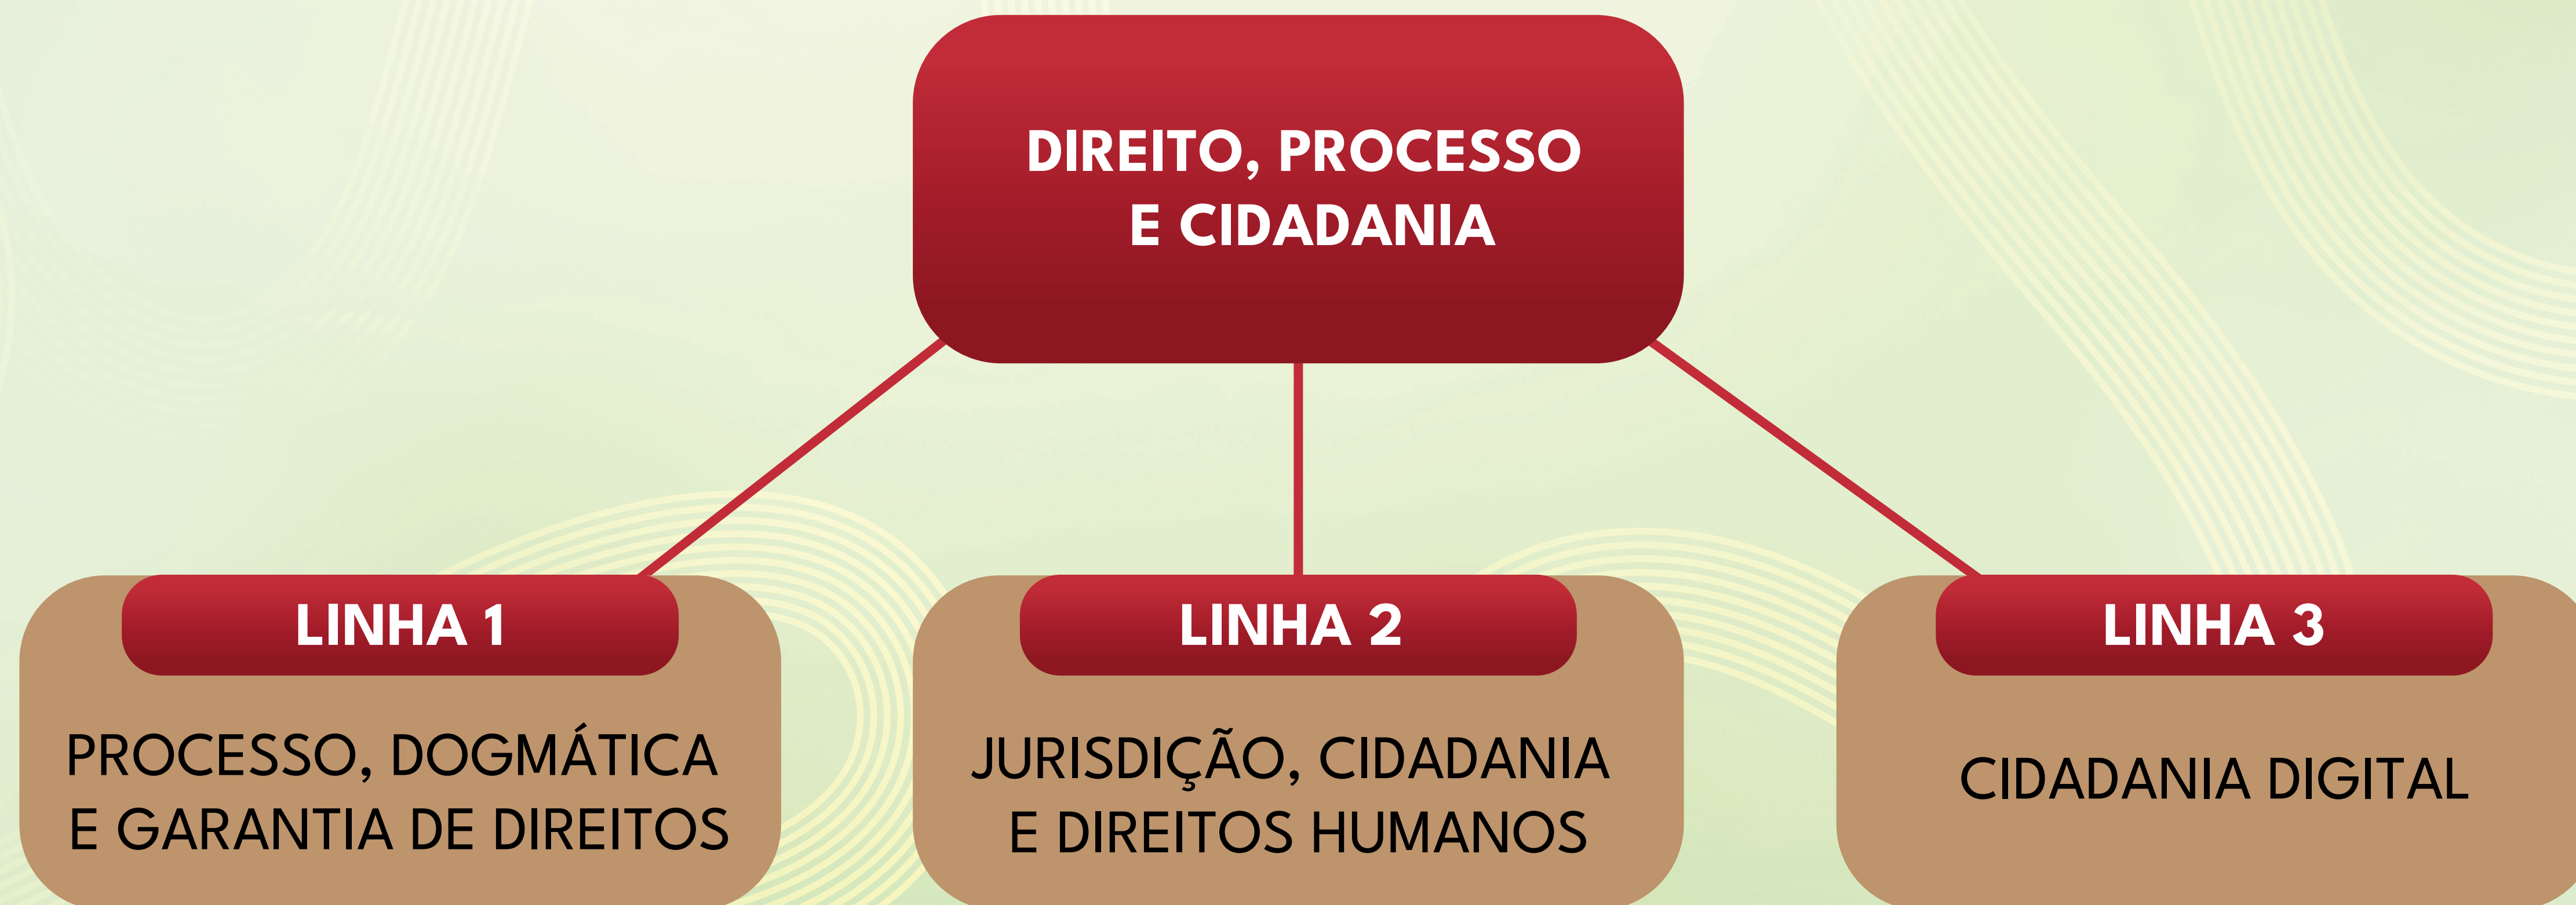 DIREITO, PROCESSO
E CIDADANIA
LINHA 1
PROCESSO, DOGMÁTICA
E GARANTIA DE DIREITOS
LINHA 2
JURISDIÇÃO, CIDADANIA
E DIREITOS HUMANOS
LINHA 3
CIDADANIA DIGITAL